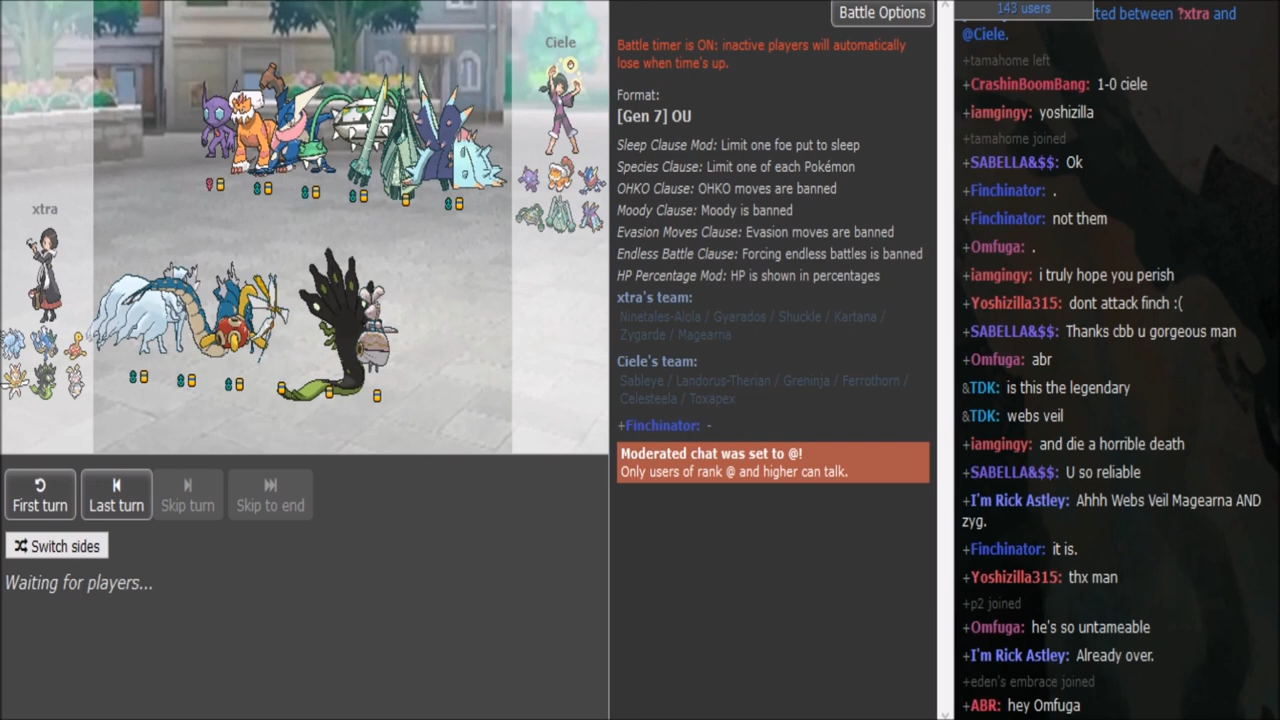 Ciele
xtra
First turn
Last turn
Skip turn
Skip to end
Switch sides
Waiting for players...
Battle Options
Battle timer is ON: inactive players will automatically
lose when time's up.
Format:
[Gen 7] OU
Sleep Clause Mod: Limit one foe put to sleep
Species Clause: Limit one of each Pokémon
OHKO Clause: OHKO moves are banned
Moody Clause: Moody is banned
Evasion Moves Clause: Evasion moves are banned
Endless Battle Clause: Forcing endless battles is banned
HP Percentage Mod: HP is shown in percentages
xtra's team:
Ninetales-Alola / Gyarados / Shuckle / Kartana /
Zygarde / Magearna
Ciele's team:
Sableye / Landorus-Therian / Greninja / Ferrothorn /
Celesteela / Toxapex
+Finchinator: -
Moderated chat was set to @!
Only users of rank @ and higher can talk.
143 users
ted between ?xtra and
@Ciele.
+tamahome left
+CrashinBoomBang: 1-0 ciele
+iamgingy: yoshizilla
+tamahome joined
+SABELLA&$$: Ok
+Finchinator: .
+Finchinator: not them
+Omfuga: .
+iamgingy: i truly hope you perish
+Yoshizilla315: dont attack finch :(
+SABELLA&$$: Thanks cbb u gorgeous man
+Omfuga: abr
&TDK: is this the legendary
&TDK: webs veil
+iamgingy: and die a horrible death
+SABELLA&$$: U so reliable
+I'm Rick Astley: Ahhh Webs Veil Magearna AND
zyg.
+Finchinator: it is.
+Yoshizilla315: thx man
+p2 joined
+Omfuga: he's so untameable
+I'm Rick Astley: Already over.
+eden's embrace joined
+ABR: hey Omfuga